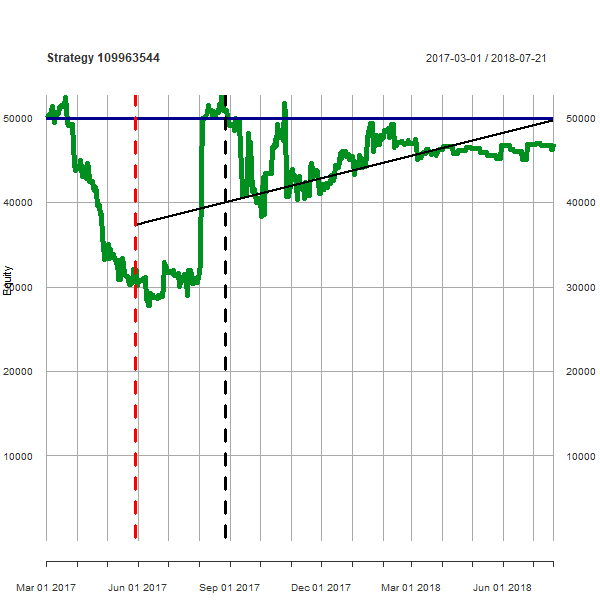 Strategy 109963544
2017-03-01 / 2018-07-21
50000
50000
40000
40000
Equity
30000
30000
20000
20000
10000
10000
Mar 01 2017
Jun 01 2017
Sep 01 2017
Dec 01 2017
Mar 01 2018
Jun 01 2018